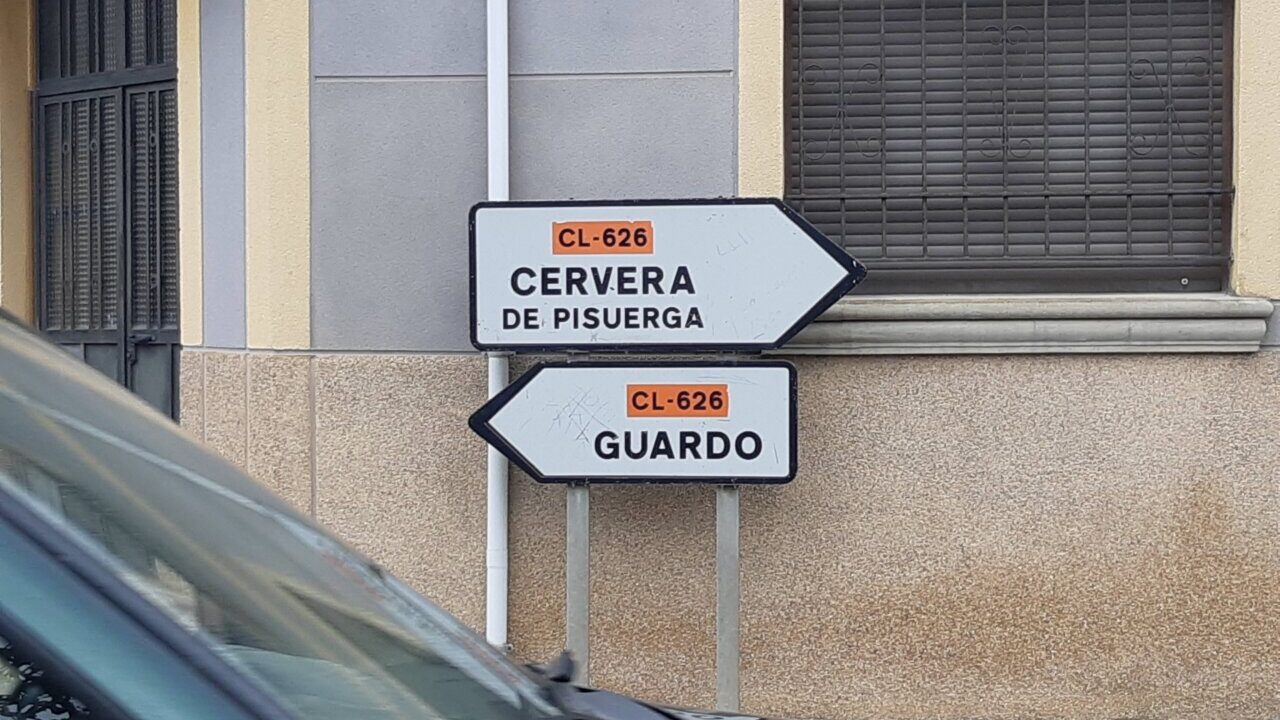 CL-626
CERVERA
DE PISUERGA
CL-626
GUARDO